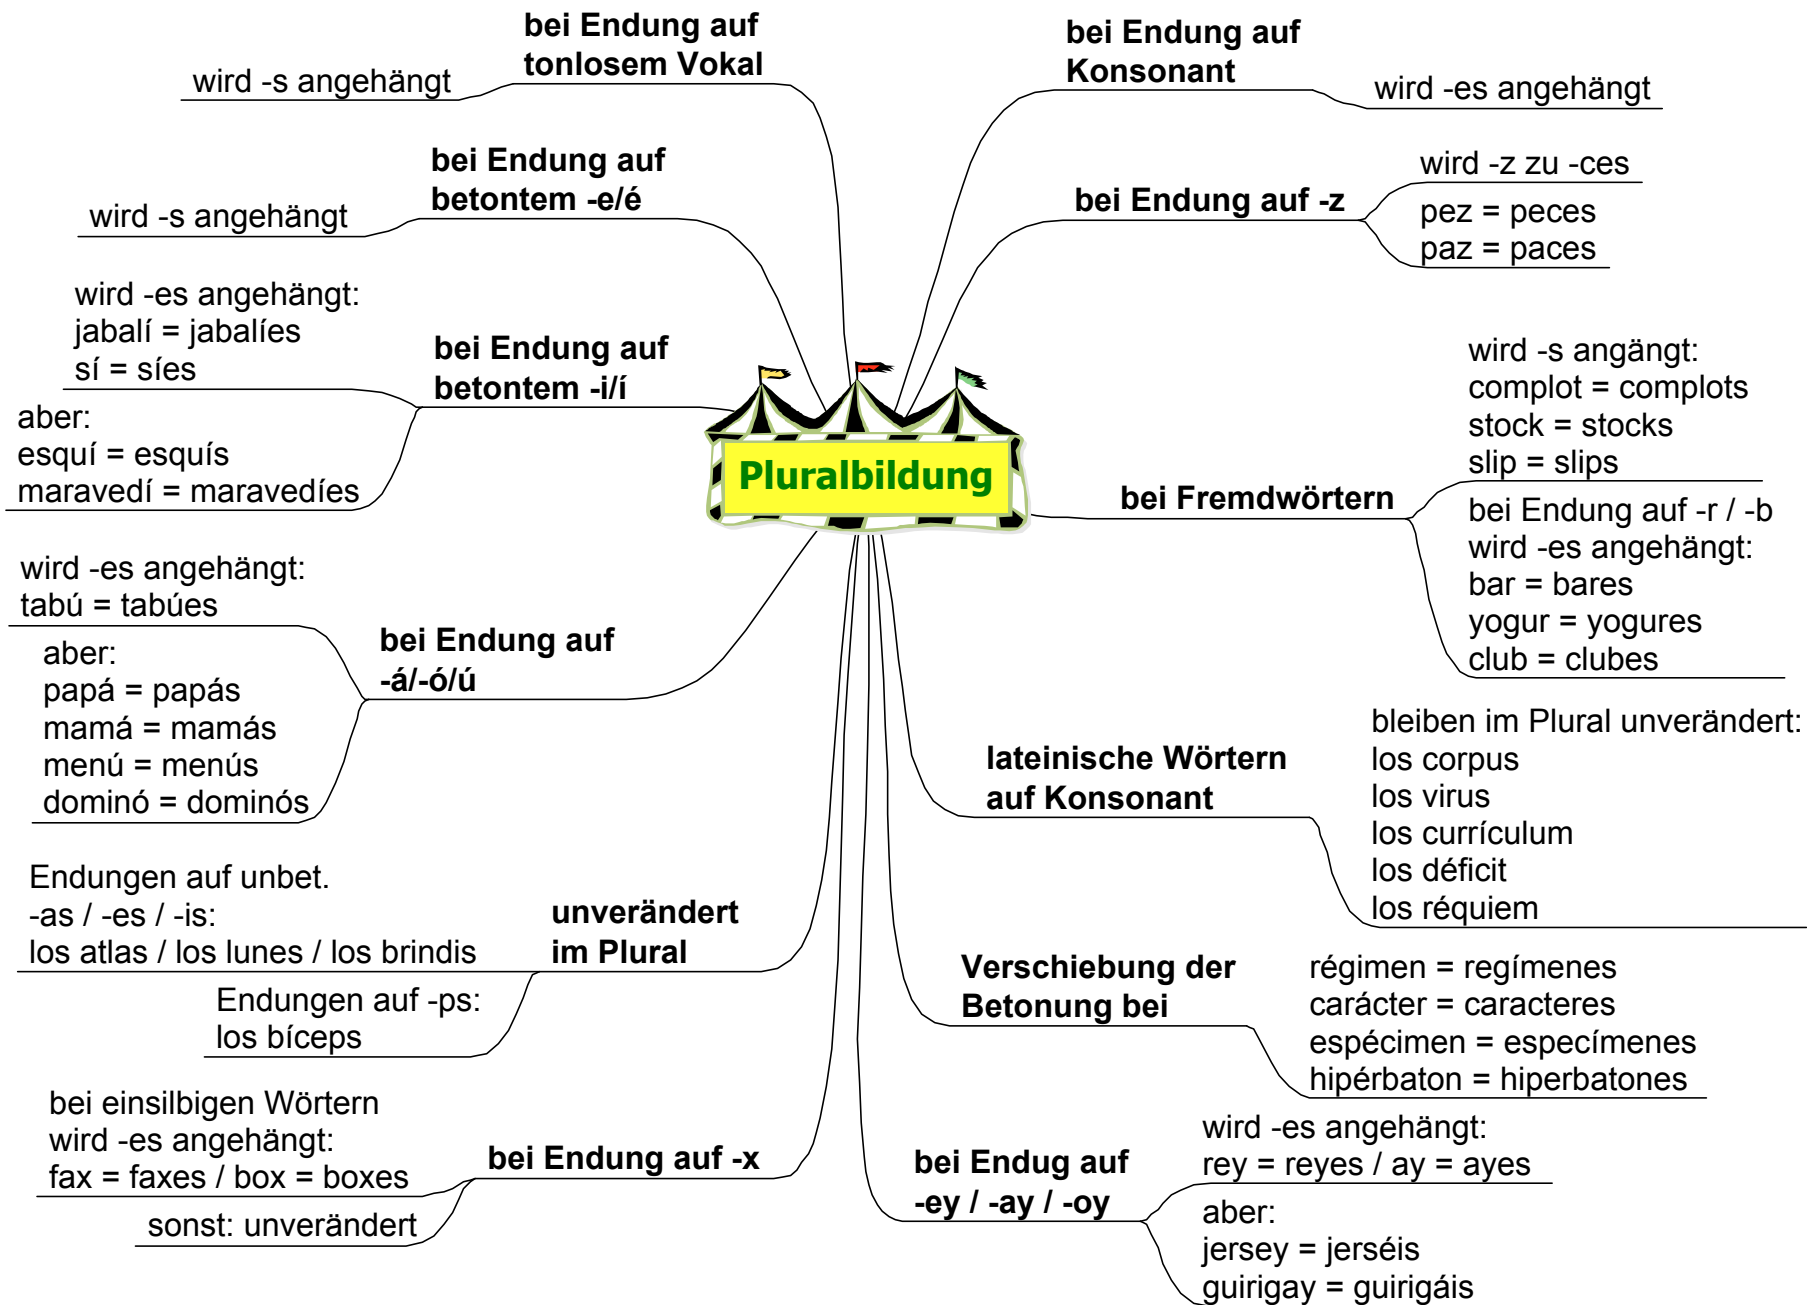 bei Endung auf
tonlosem Vokal
wird -s angehängt
bei Endung auf
betontem -e/é
wird -s angehängt
bei Endung auf
betontem -i/í
wird -es angehängt:
jabalí = jabalíes
sí = síes
aber:
esquí = esquís
maravedí = maravedíes
bei Endung auf
-á/-ó/ú
wird -es angehängt:
tabú = tabúes
aber:
papá = papás
mamá = mamás
menú = menús
dominó = dominós
unverändert
im Plural
Endungen auf unbet.
-as / -es / -is:
los atlas / los lunes / los brindis
Endungen auf -ps:
los bíceps
bei Endung auf -x
bei einsilbigen Wörtern
wird -es angehängt:
fax = faxes / box = boxes
sonst: unverändert
Pluralbildung
bei Endung auf
Konsonant
wird -es angehängt
bei Endung auf -z
wird -z zu -ces
pez = peces
paz = paces
bei Fremdwörtern
wird -s angängt:
complot = complots
stock = stocks
slip = slips
bei Endung auf -r / -b
wird -es angehängt:
bar = bares
yogur = yogures
club = clubes
lateinische Wörtern
auf Konsonant
bleiben im Plural unverändert:
los corpus
los virus
los currículum
los déficit
los réquiem
Verschiebung der
Betonung bei
régimen = regímenes
carácter = caracteres
espécimen = especímenes
hipérbaton = hiperbatones
bei Endug auf
-ey / -ay / -oy
wird -es angehängt:
rey = reyes / ay = ayes
aber:
jersey = jerséis
guirigay = guirigáis